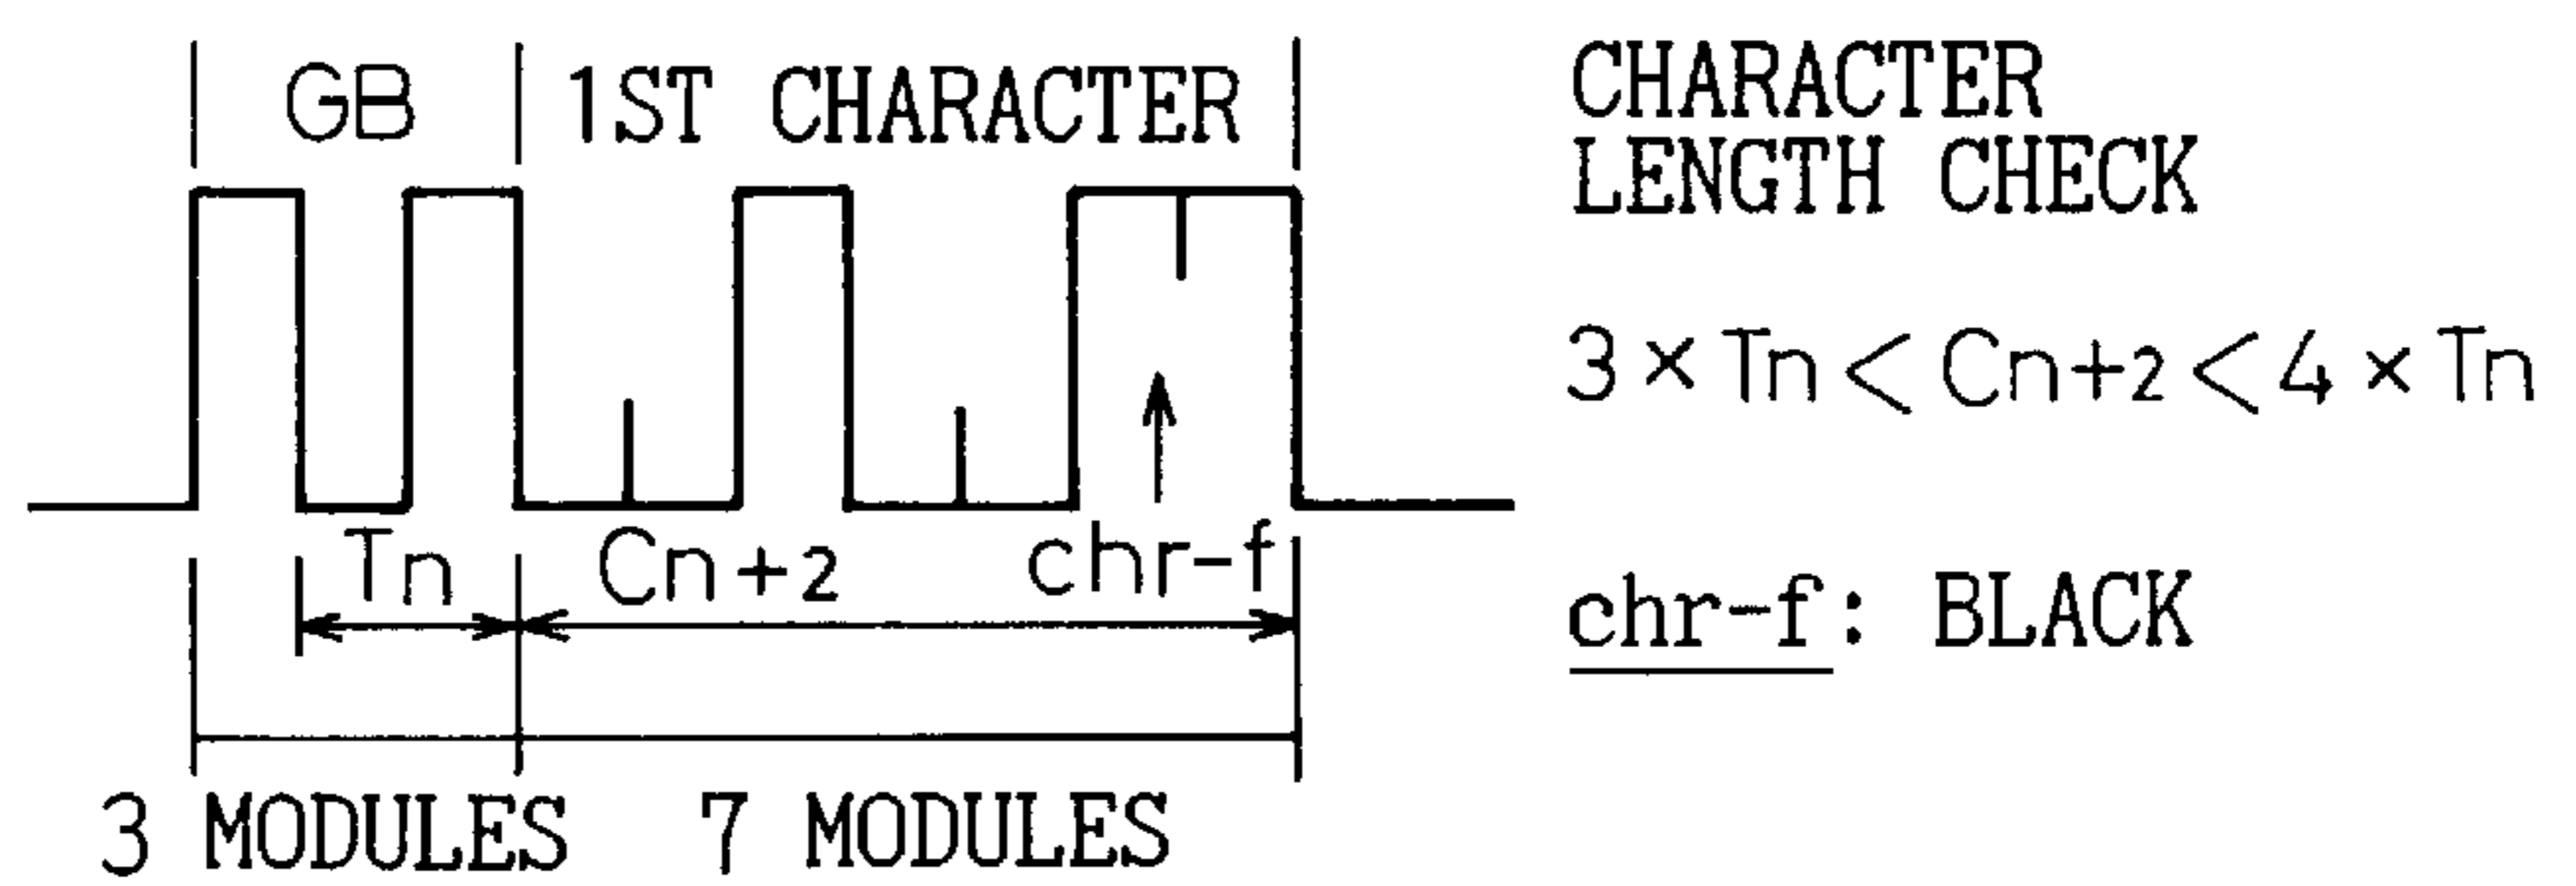 GB 1ST CHARACTER
Tn Cn+2 chr-f
3 MODULES 7 MODULES
CHARACTER
LENGTH CHECK
3×Tn<Cn+2<4×Tn
chr-f: BLACK